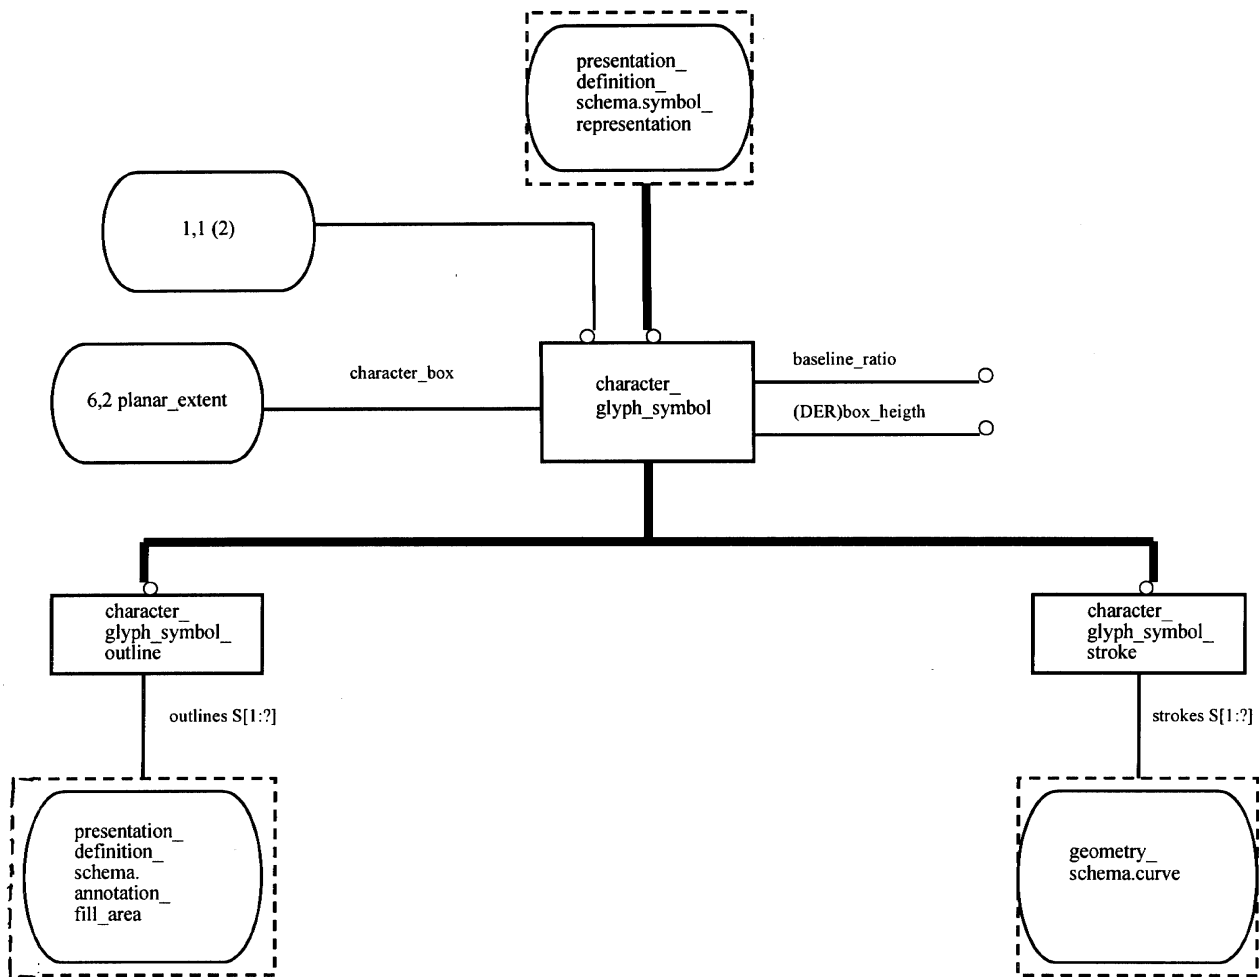 presentation_
definition_
schema.symbol_
representation
1,1 (2)
6,2 planar_extent
character_box
character_
glyph_symbol
baseline_ratio
(DER)box_heigth
character_
glyph_symbol_
outline
character_
glyph_symbol_
stroke
outlines S[1:?]
strokes S[1:?]
presentation_
definition_
schema.
annotation_
fill_area
geometry_
schema.curve